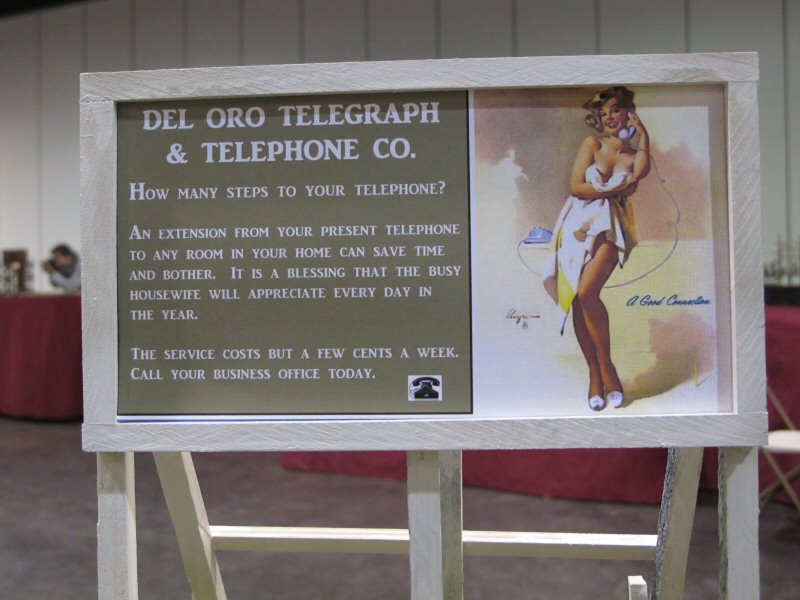 DEL ORO TELEGRAPH
& TELEPHONE CO.
HOW MANY STEPS TO YOUR TELEPHONE?
AN EXTENSION FROM YOUR PRESENT TELEPHONE
TO ANY ROOM IN YOUR HOME CAN SAVE TIME
AND BOTHER. IT IS A BLESSING THAT THE BUSY
HOUSEWIFE WILL APPRECIATE EVERY DAY IN
THE YEAR.
THE SERVICE COSTS BUT A FEW CENTS A WEEK.
CALL YOUR BUSINESS OFFICE TODAY.
A Good Connection